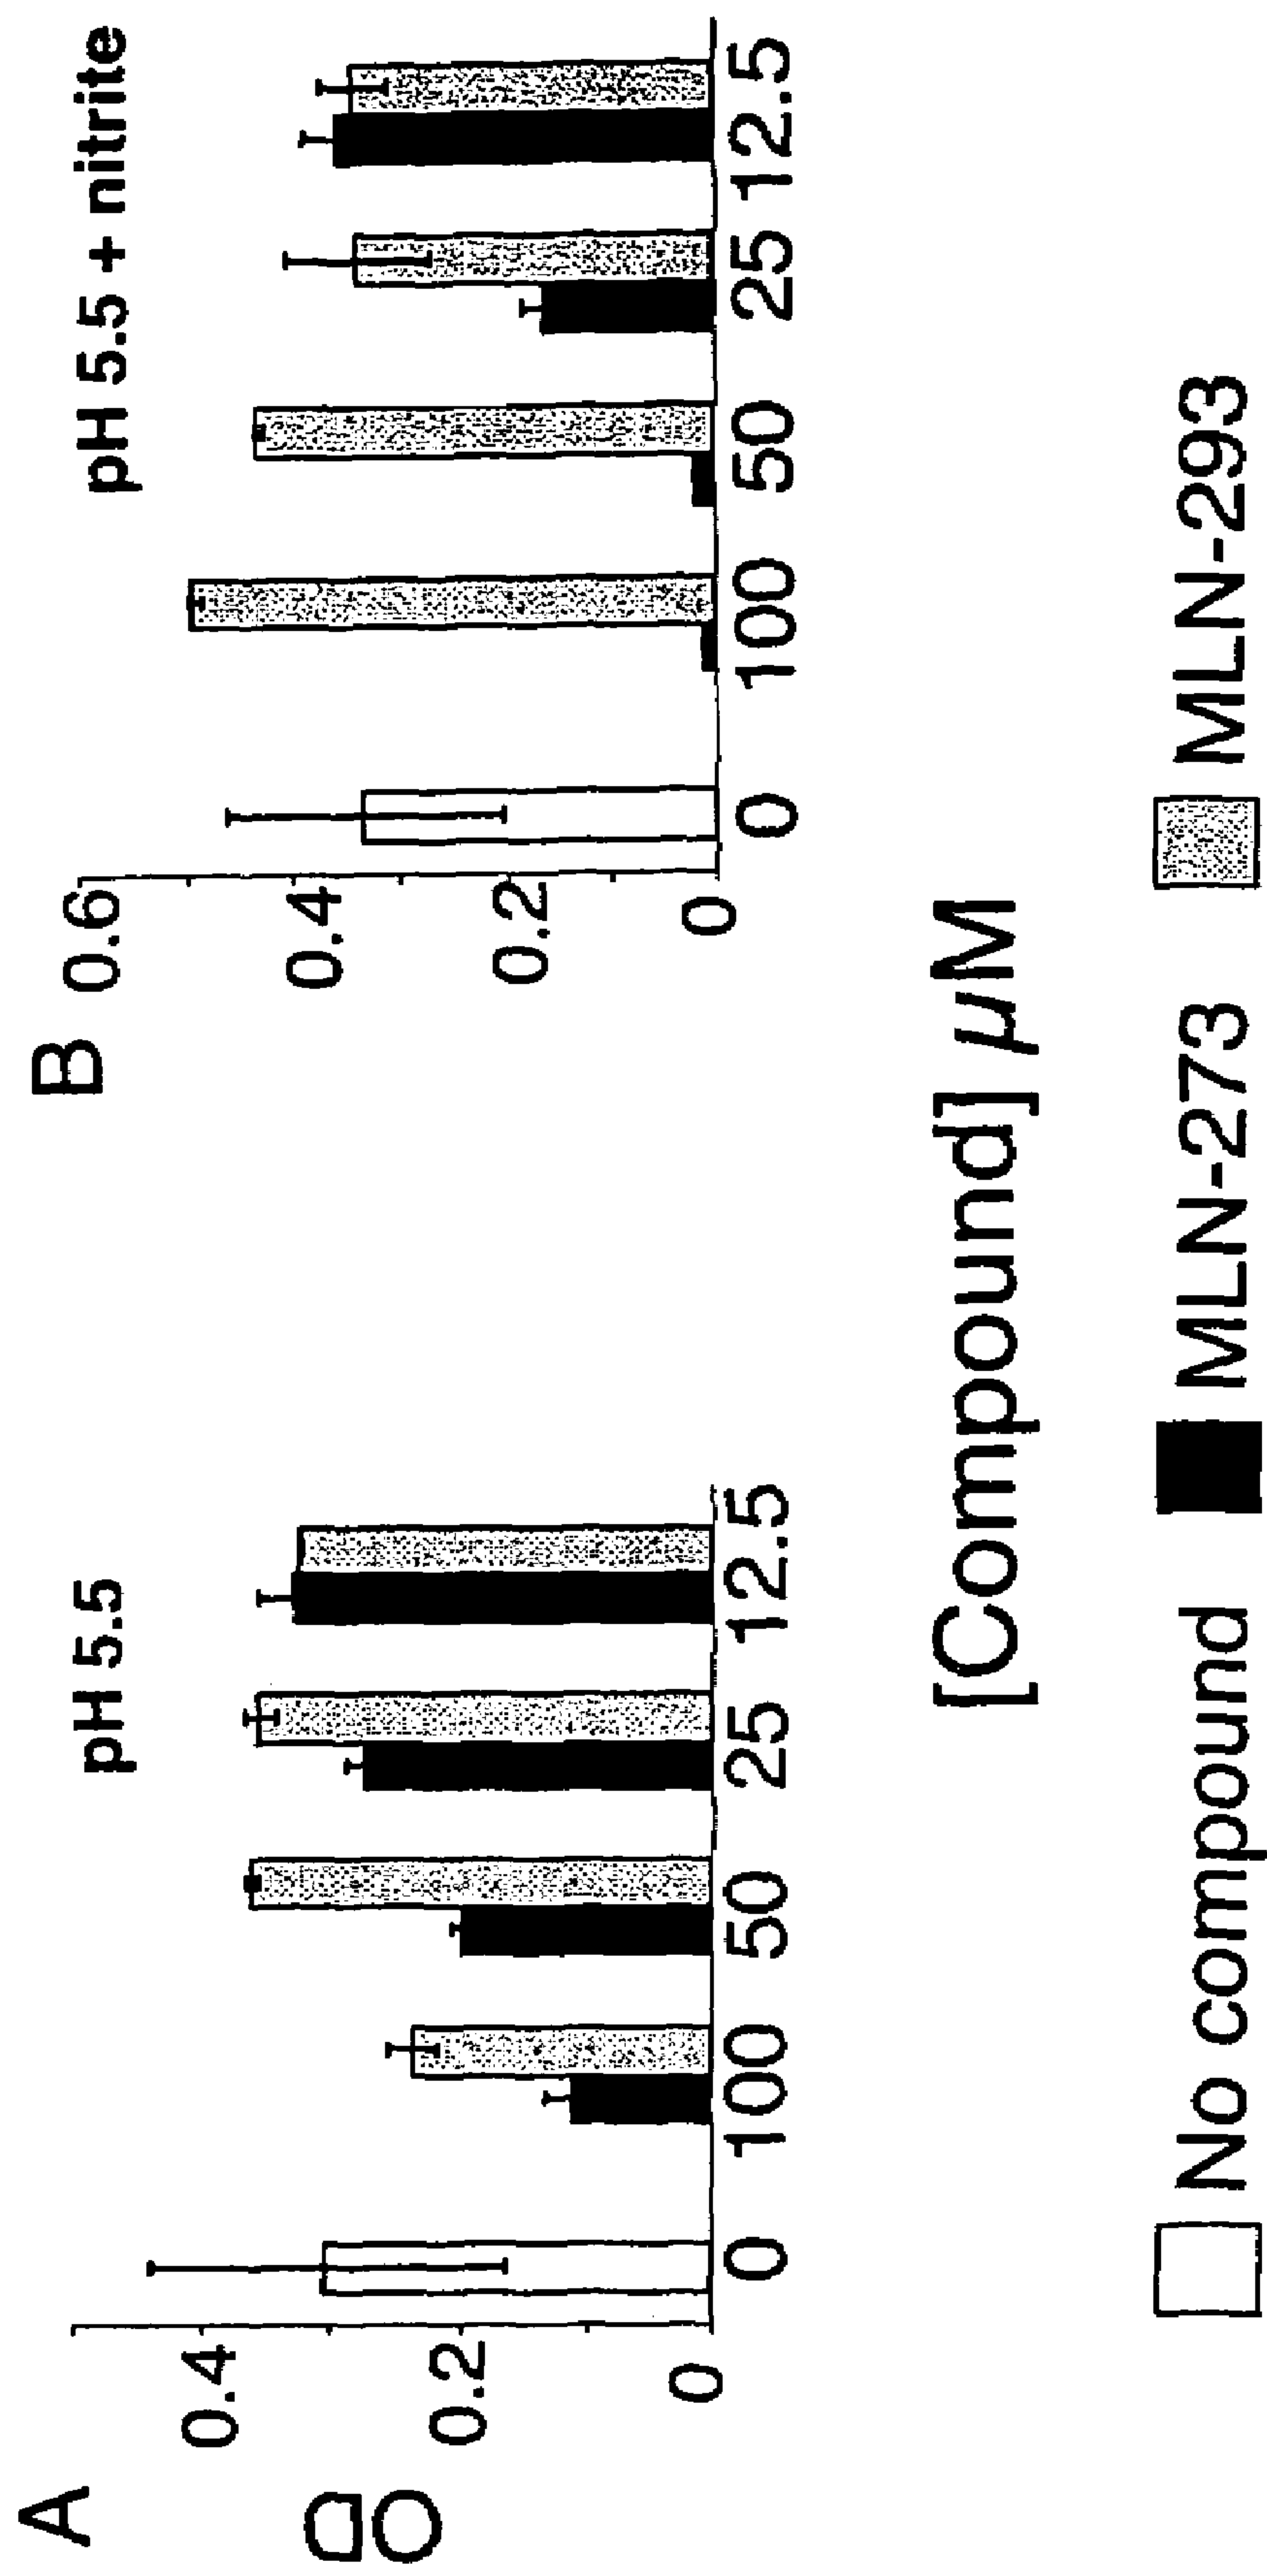 A
pH 5.5
OD
0.4
0.2
0
0 100 50 25 12.5
B
pH 5.5 + nitrite
0.6
0.4
0.2
0
0 100 50 25 12.5
[Compound] µM
No compound MLN-273 MLN-293